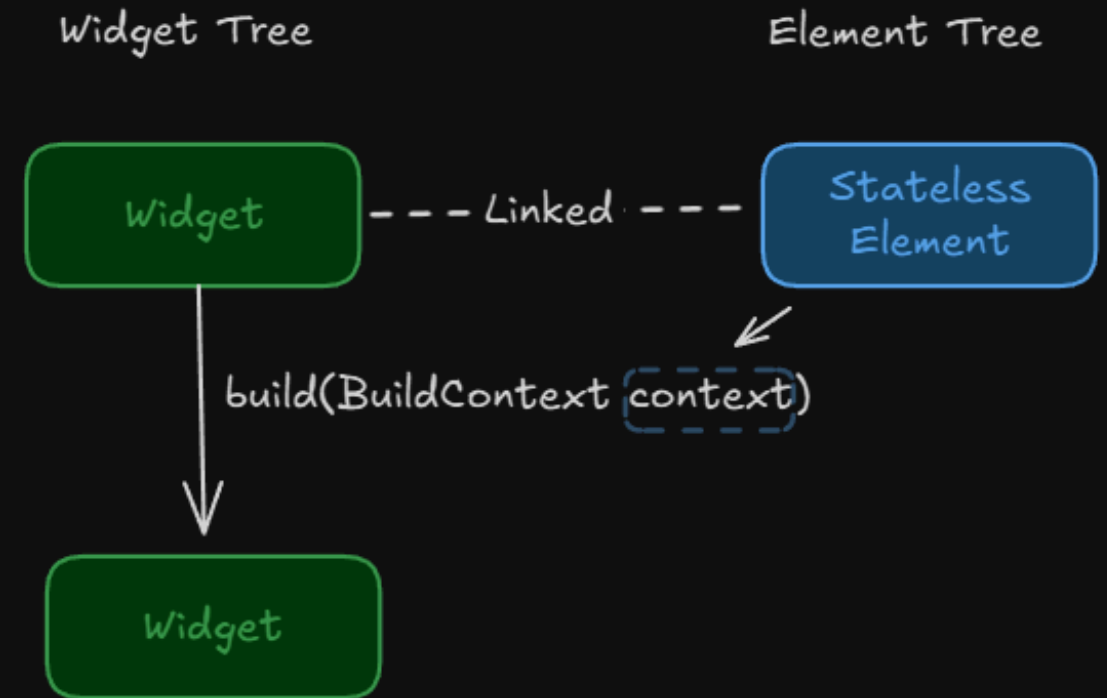 Widget Tree
Element Tree
Widget
Linked
Stateless
Element
build(BuildContext context)
Widget